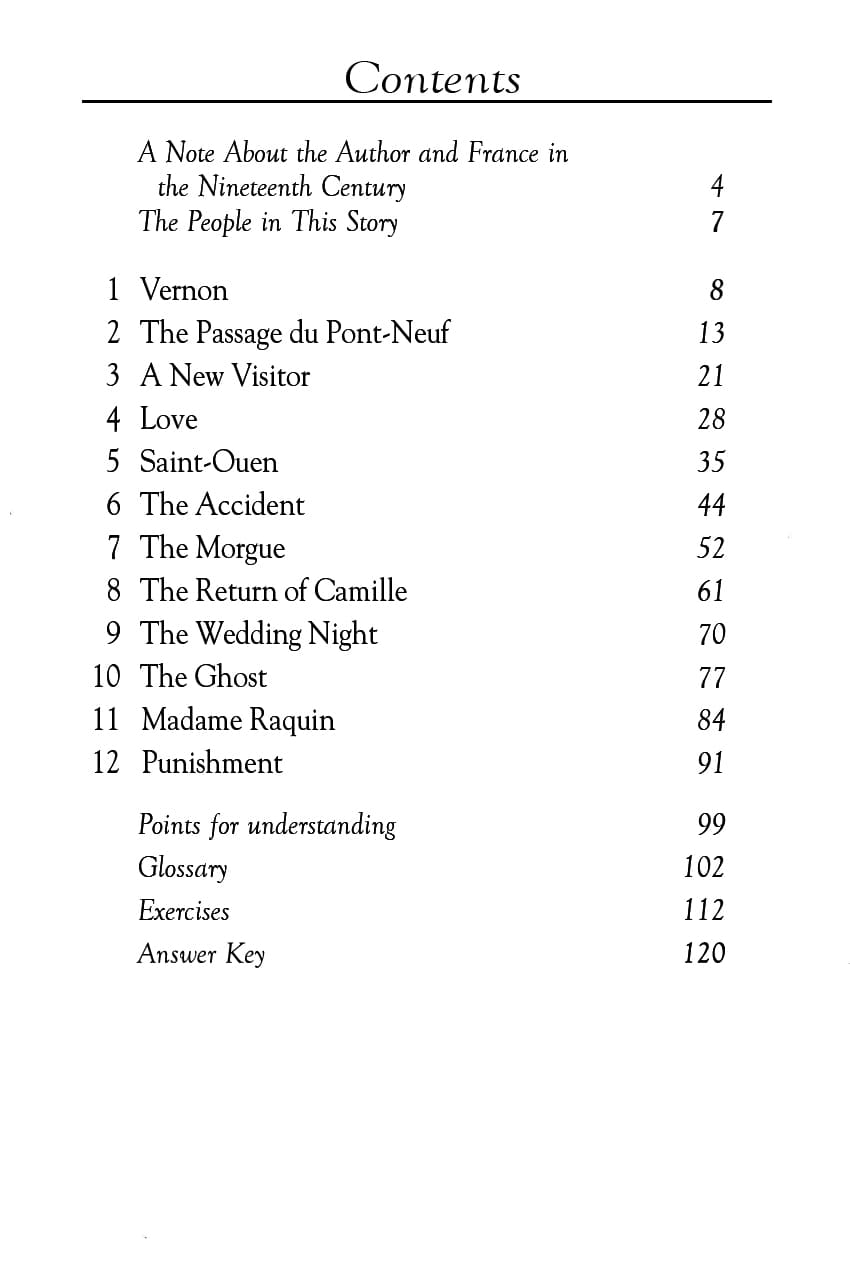 Contents
A Note About the Author and France in
the Nineteenth Century 4
The People in This Story 7
1 Vernon 8
2 The Passage du Pont-Neuf 13
3 A New Visitor 21
4 Love 28
5 Saint-Ouen 35
6 The Accident 44
7 The Morgue 52
8 The Return of Camille 61
9 The Wedding Night 70
10 The Ghost 77
11 Madame Raquin 84
12 Punishment 91
Points for understanding 99
Glossary 102
Exercises 112
Answer Key 120